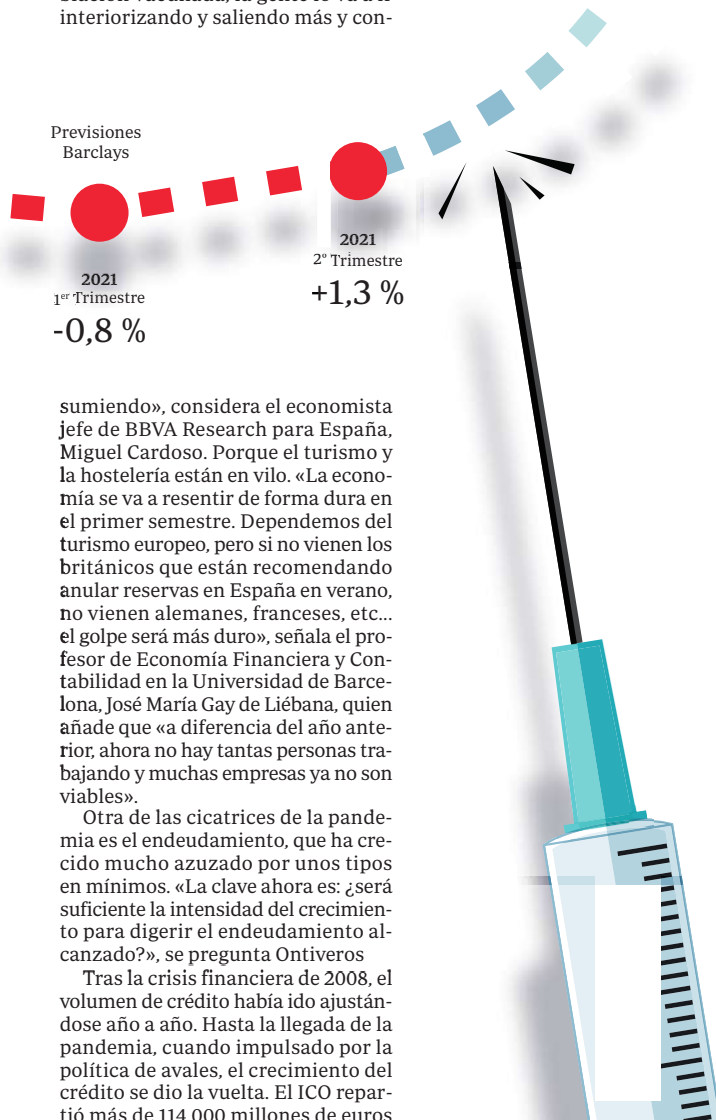 interiorizando y saliendo más y con-
Previsiones
Barclays
2021
1er Trimestre
-0,8 %
2021
2º Trimestre
+1,3 %
sumiendo», considera el economista
jefe de BBVA Research para España,
Miguel Cardoso. Porque el turismo y
la hostelería están en vilo. «La econo-
mía se va a resentir de forma dura en
el primer semestre. Dependemos del
turismo europeo, pero si no vienen los
británicos que están recomendando
anular reservas en España en verano,
no vienen alemanes, franceses, etc...
el golpe será más duro», señala el pro-
fesor de Economía Financiera y Con-
tabilidad en la Universidad de Barce-
lona, José María Gay de Liébana, quien
añade que «a diferencia del año ante-
rior, ahora no hay tantas personas tra-
bajando y muchas empresas ya no son
viables».
Otra de las cicatrices de la pande-
mia es el endeudamiento, que ha cre-
cido mucho azuzado por unos tipos
en mínimos. «La clave ahora es: ¿será
suficiente la intensidad del crecimien-
to para digerir el endeudamiento al-
canzado?», se pregunta Ontiveros
Tras la crisis financiera de 2008, el
volumen de crédito había ido ajustán-
dose año a año. Hasta la llegada de la
pandemia, cuando impulsado por la
política de avales, el crecimiento del
crédito se dio la vuelta. El ICO repar-
tió más de 114.000 millones de euros